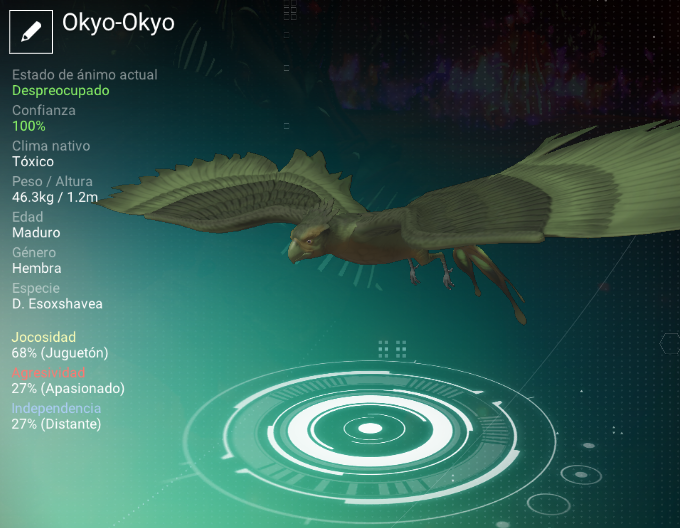 Okyo-Okyo
Estado de ánimo actual
Despreocupado
Confianza
100%
Clima nativo
Tóxico
Peso / Altura
46.3kg / 1.2m
Edad
Maduro
Género
Hembra
Especie
D. Esoxshavea
Jocosidad
68% (Juguetón)
Agresividad
27% (Apasionado)
Independencia
27% (Distante)